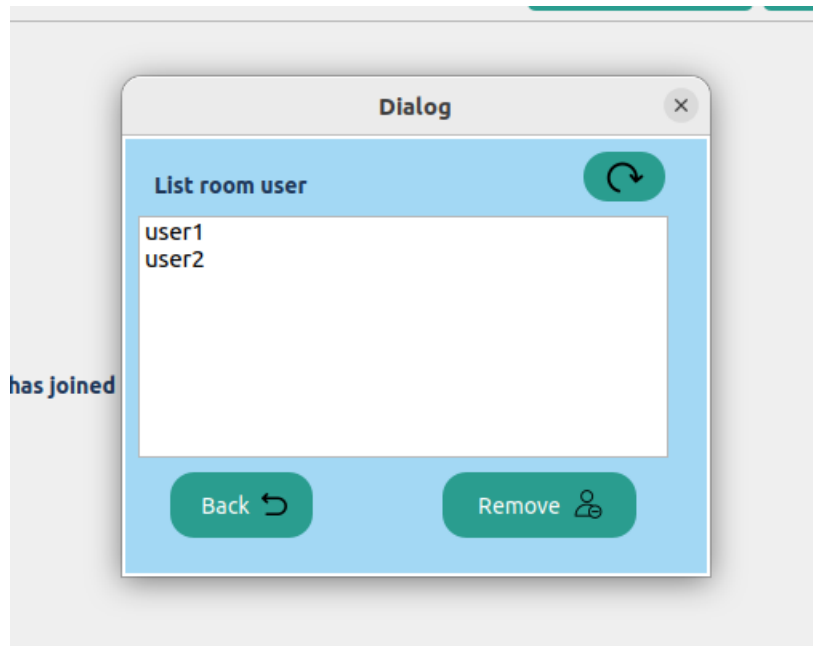 Dialog
List room user
user1
user2
has joined
Back
Remove